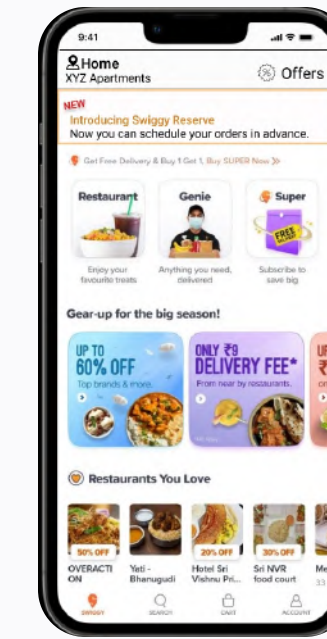 9:41
Home
XYZ Apartments
Offers
NEW
Introducing Swiggy Reserve
Now you can schedule your orders in advance.
Get Free Delivery & Buy 1 Get 1, Buy SUPER Now
Restaurant
Genie
Super
FREE
Enjoy your
favourite treats
Anything you need,
delivered
Subscribe to
save big
Gear-up for the big season!
UP TO
60% OFF
Top brands & more.
ONLY ₹9
DELIVERY FEE*
From near by restaurants.
UP
₹
Restaurants You Love
50% OFF
20% OFF
30% OFF
OVERACTI
ON
Yati -
Bhanugudi
Hotel Sri
Vishnu Pri...
Sri NVR
food court
Me
33
SWIGGY
SEARCH
CART
ACCOUNT